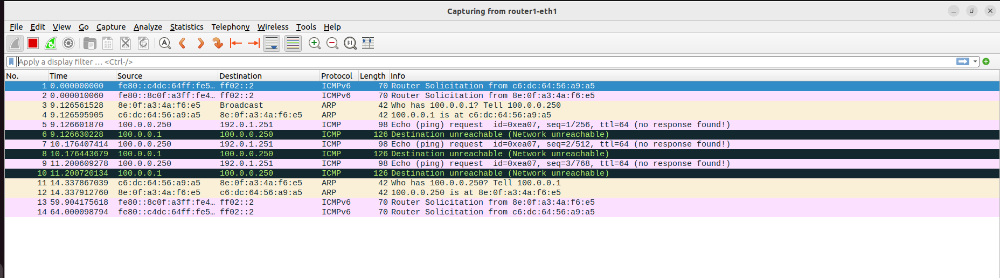 Capturing from router1-eth1
File Edit View Go Capture Analyze Statistics Telephony Wireless Tools Help
Apply a display filter … <Ctrl-/>
No. Time Source Destination Protocol Length Info
1 0.000000000 fe80::c4dc:64ff:fe5… ff02::2 ICMPv6 70 Router Solicitation from c6:dc:64:56:a9:a5
2 0.000010060 fe80::8c0f:a3ff:fe4… ff02::2 ICMPv6 70 Router Solicitation from 8e:0f:a3:4a:f6:e5
3 9.126561528 8e:0f:a3:4a:f6:e5 Broadcast ARP 42 Who has 100.0.0.1? Tell 100.0.0.250
4 9.126595905 c6:dc:64:56:a9:a5 8e:0f:a3:4a:f6:e5 ARP 42 100.0.0.1 is at c6:dc:64:56:a9:a5
5 9.126601870 100.0.0.250 192.0.1.251 ICMP 98 Echo (ping) request id=0xea07, seq=1/256, ttl=64 (no response found!)
6 9.126630228 100.0.0.1 100.0.0.250 ICMP 126 Destination unreachable (Network unreachable)
7 10.176407414 100.0.0.250 192.0.1.251 ICMP 98 Echo (ping) request id=0xea07, seq=2/512, ttl=64 (no response found!)
8 10.176443679 100.0.0.1 100.0.0.250 ICMP 126 Destination unreachable (Network unreachable)
9 11.200609278 100.0.0.250 192.0.1.251 ICMP 98 Echo (ping) request id=0xea07, seq=3/768, ttl=64 (no response found!)
10 11.200720134 100.0.0.1 100.0.0.250 ICMP 126 Destination unreachable (Network unreachable)
11 14.337867039 c6:dc:64:56:a9:a5 8e:0f:a3:4a:f6:e5 ARP 42 Who has 100.0.0.250? Tell 100.0.0.1
12 14.337912760 8e:0f:a3:4a:f6:e5 c6:dc:64:56:a9:a5 ARP 42 100.0.0.250 is at 8e:0f:a3:4a:f6:e5
13 59.904175618 fe80::8c0f:a3ff:fe4… ff02::2 ICMPv6 70 Router Solicitation from 8e:0f:a3:4a:f6:e5
14 64.000098794 fe80::c4dc:64ff:fe5… ff02::2 ICMPv6 70 Router Solicitation from c6:dc:64:56:a9:a5